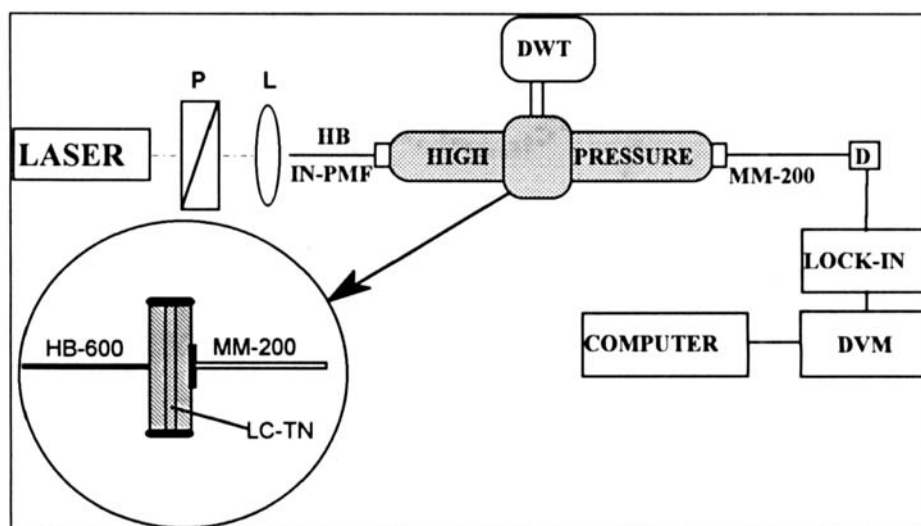 DWT
P
L
LASER
HB
IN-PMF
HIGH
PRESSURE
MM-200
D
LOCK-IN
COMPUTER
DVM
HB-600
MM-200
LC-TN